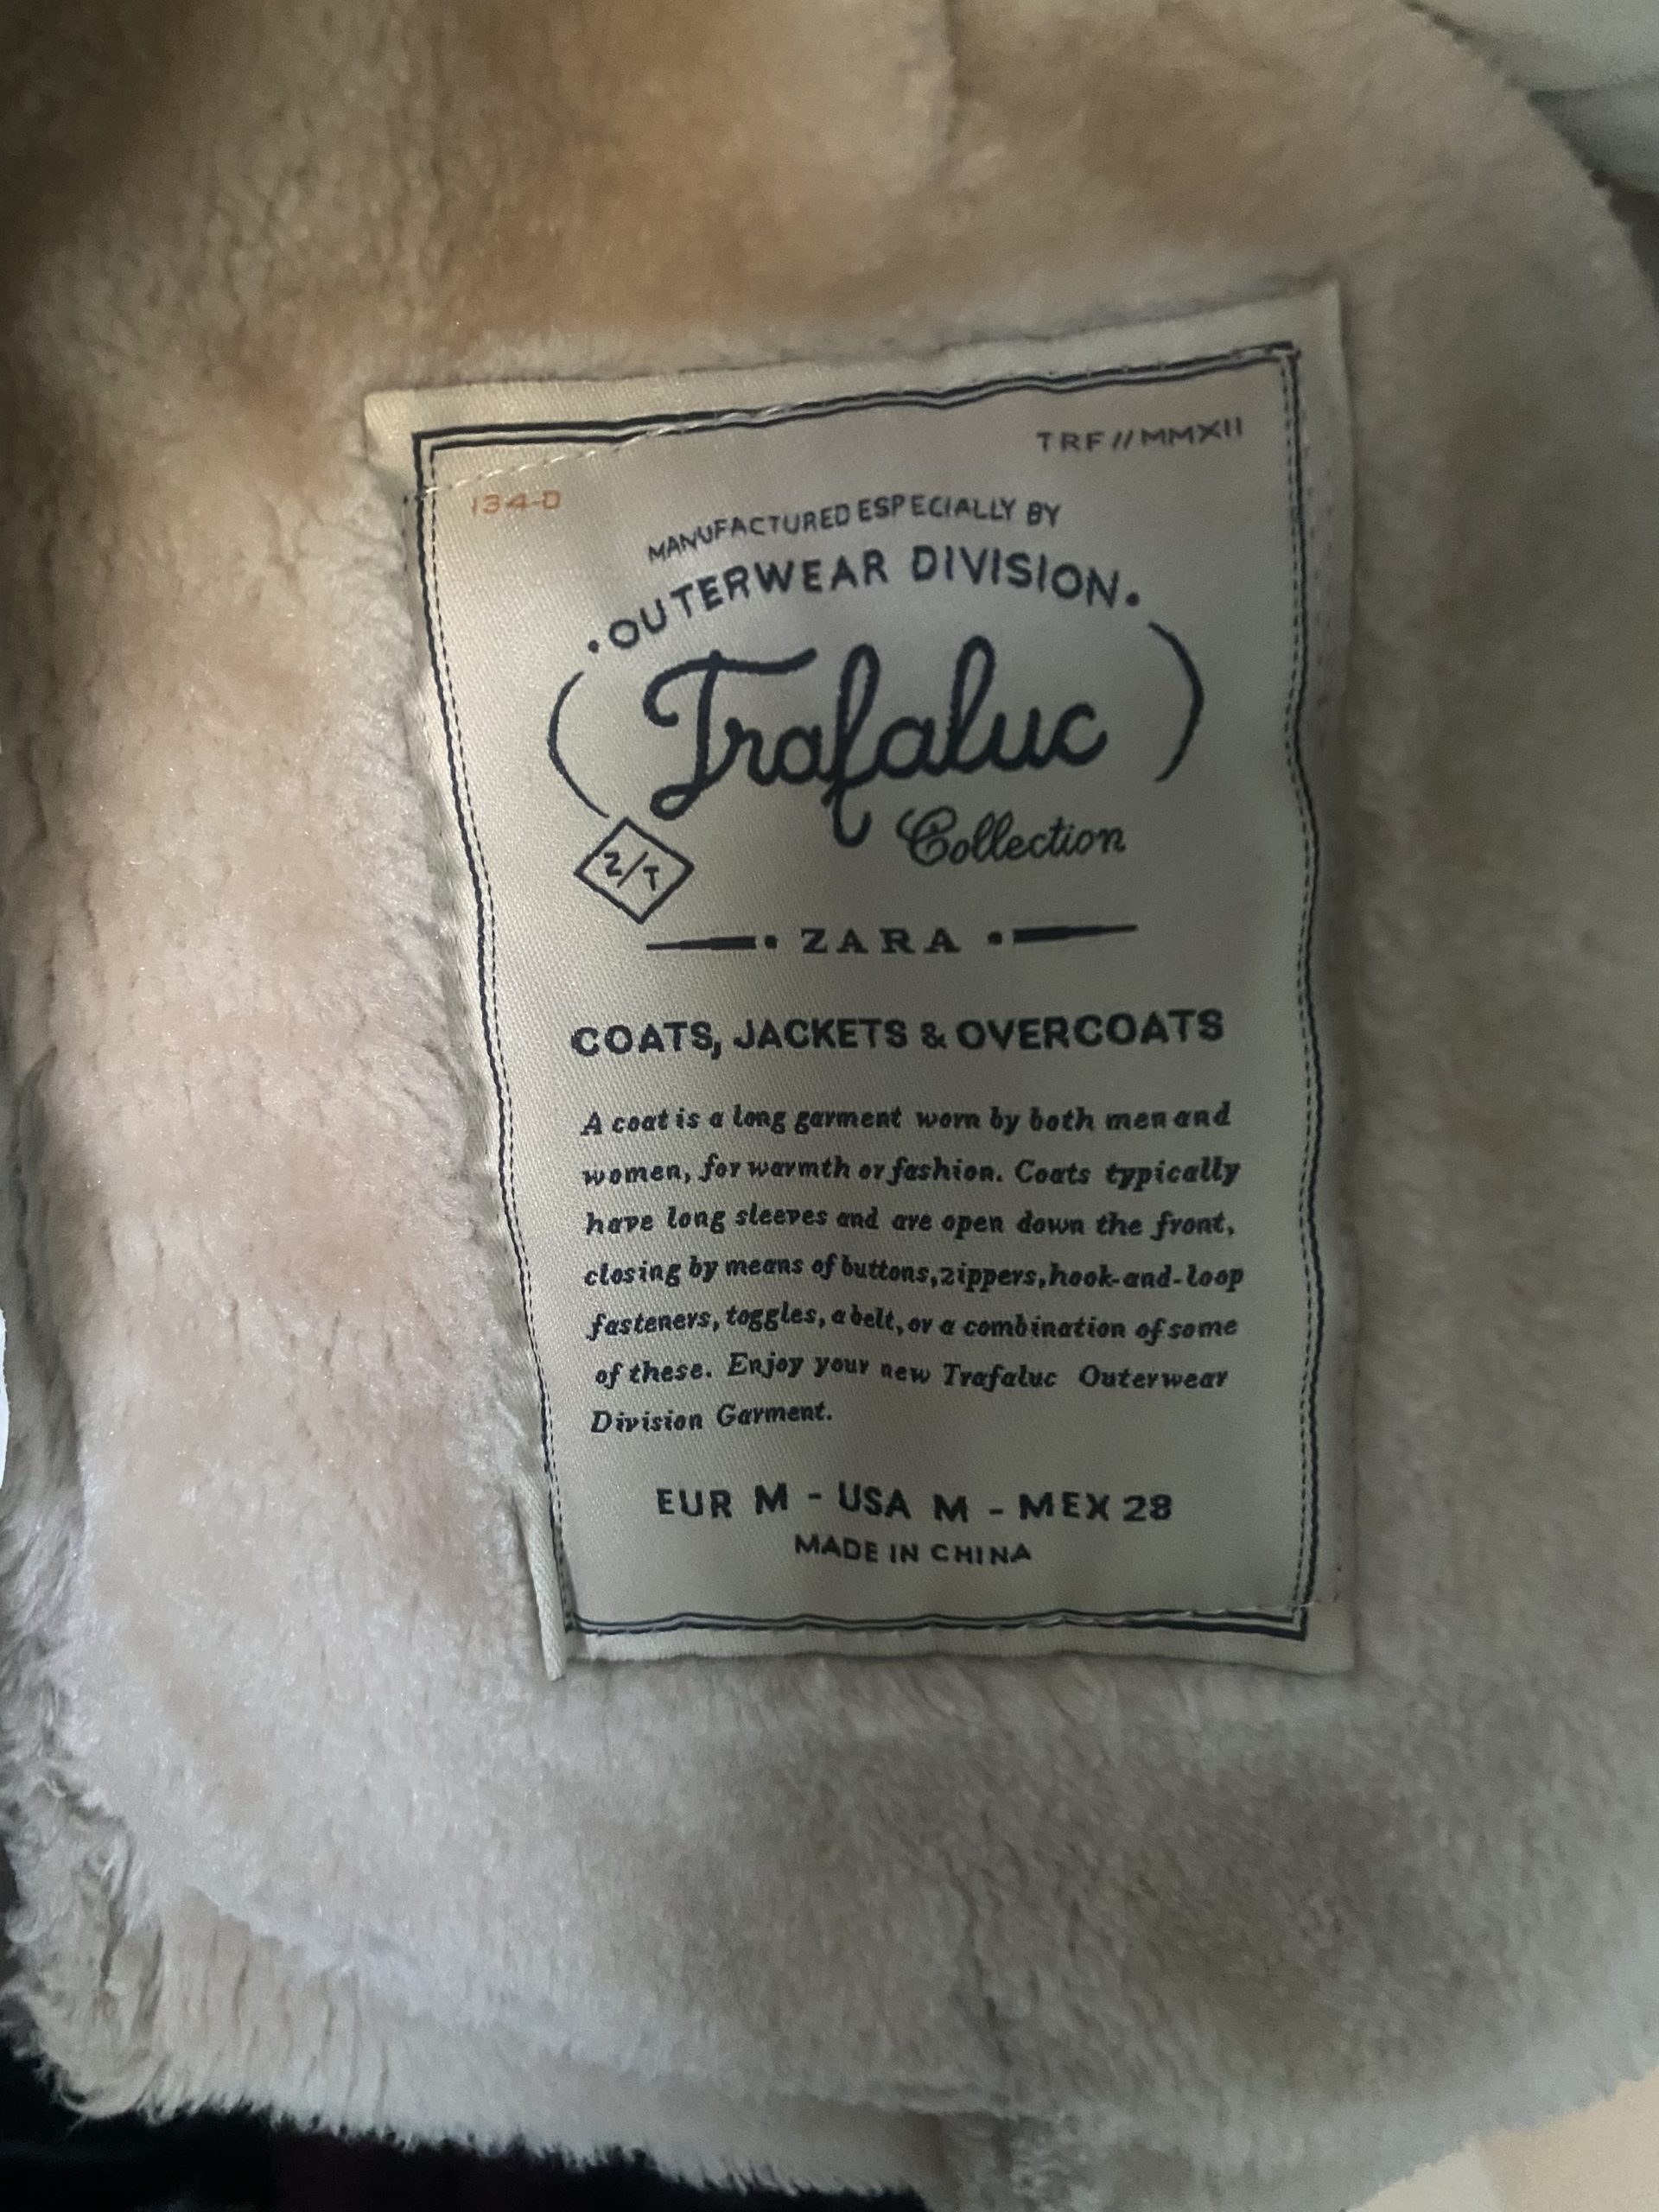 TRF//MMXII
134-D
MANUFACTURED ESPECIALLY BY
·OUTERWEAR DIVISION·
(Trafaluc)
Collection
Z/T
· ZARA ·
COATS, JACKETS & OVERCOATS
A coat is a long garment worn by both men and
women, for warmth or fashion. Coats typically
have long sleeves and are open down the front,
closing by means of buttons, zippers, hook-and-loop
fasteners, toggles, a belt, or a combination of some
of these. Enjoy your new Trafaluc Outerwear
Division Garment.
EUR M - USA M - MEX 28
MADE IN CHINA